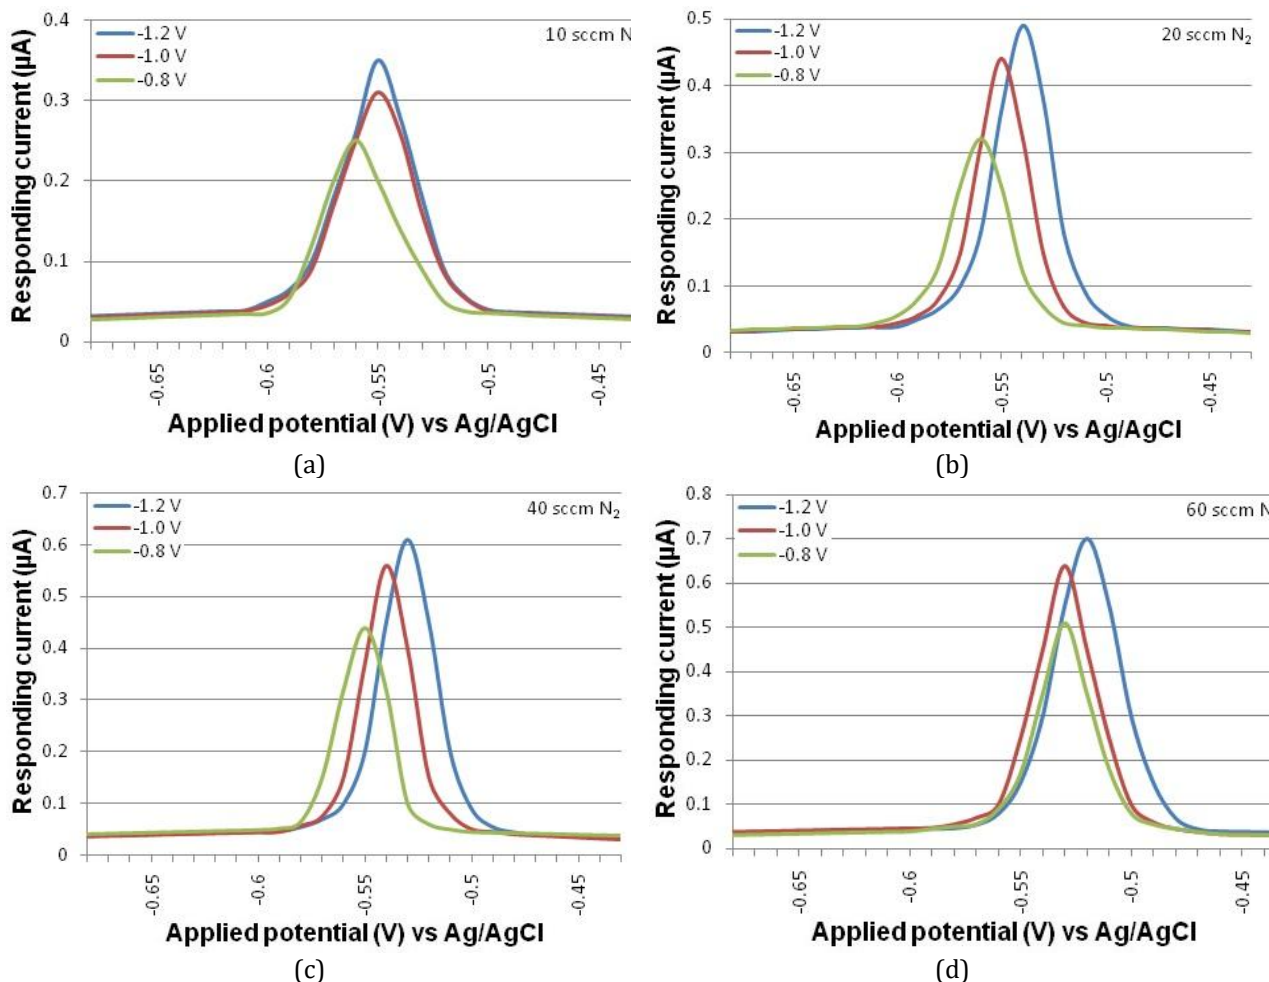 Responding current (µA)
0.4
0.3
0.2
0.1
0
-1.2 V
-1.0 V
-0.8 V
10 sccm N
-0.65
-0.6
-0.55
-0.5
-0.45
Applied potential (V) vs Ag/AgCl
(a)
Responding current (µA)
0.5
0.4
0.3
0.2
0.1
0
-1.2 V
-1.0 V
-0.8 V
20 sccm N₂
-0.65
-0.6
-0.55
-0.5
-0.45
Applied potential (V) vs Ag/AgCl
(b)
Responding current (µA)
0.7
0.6
0.5
0.4
0.3
0.2
0.1
0
-1.2 V
-1.0 V
-0.8 V
40 sccm N₂
-0.65
-0.6
-0.55
-0.5
-0.45
Applied potential (V) vs Ag/AgCl
(c)
Responding current (µA)
0.8
0.7
0.6
0.5
0.4
0.3
0.2
0.1
0
-1.2 V
-1.0 V
-0.8 V
60 sccm N
-0.65
-0.6
-0.55
-0.5
-0.45
Applied potential (V) vs Ag/AgCl
(d)